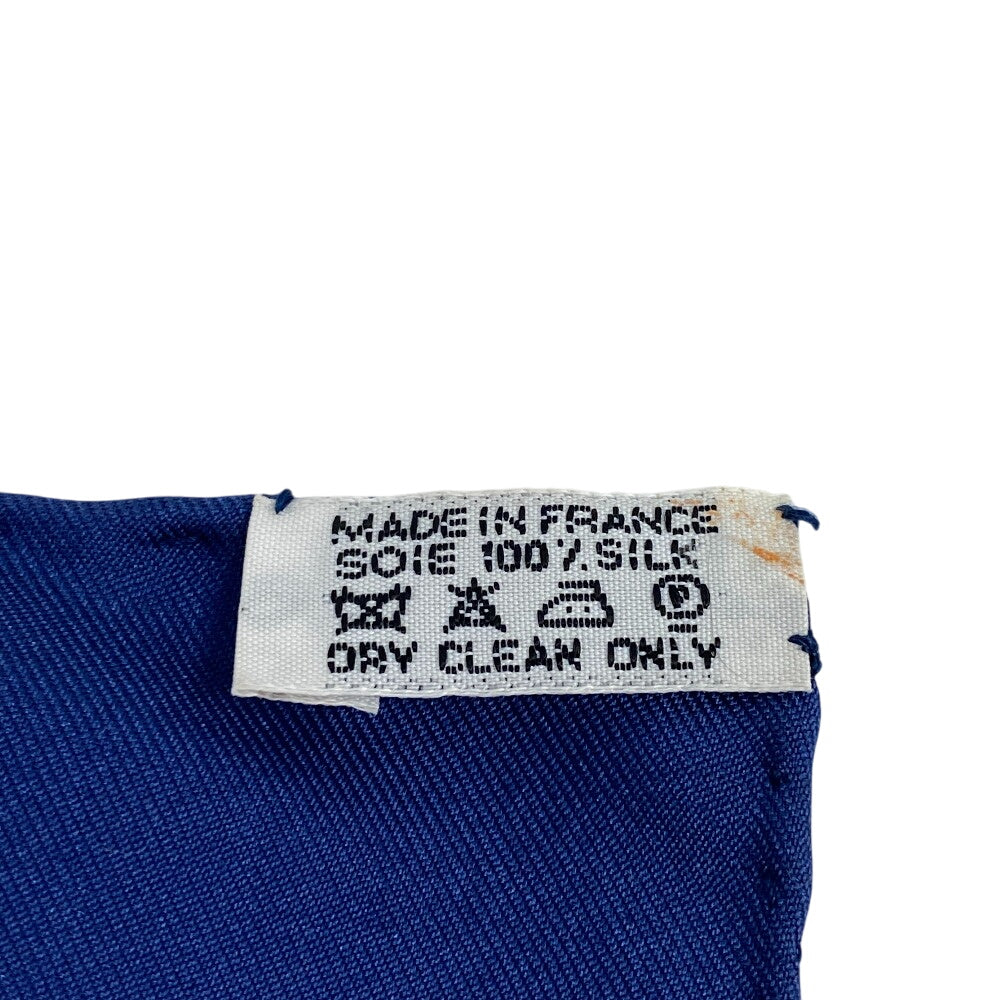 MADE IN FRANCE
SOIE 100% SILK
P
DRY CLEAN ONLY